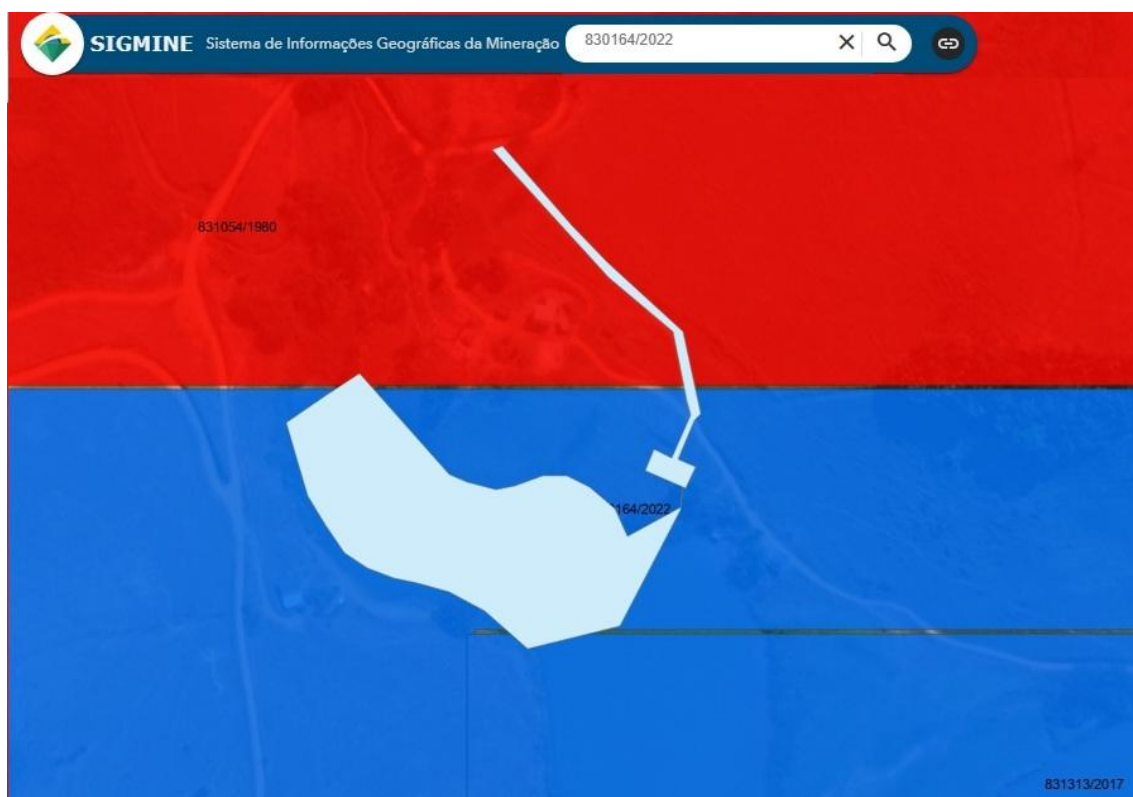 SIGMINE Sistema de Informações Geográficas da Mineração 830164/2022
831054/1980
164/2022
831313/2017